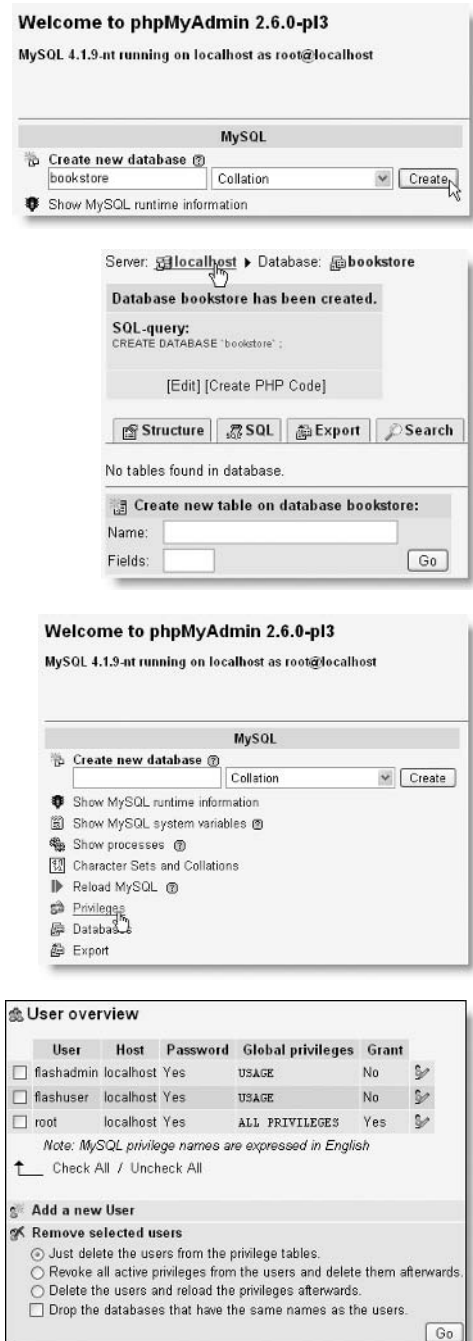 Welcome to phpMyAdmin 2.6.0-pl3
MySQL 4.1.9-nt running on localhost as root@localhost
MySQL
Create new database
bookstore Collation Create
Show MySQL runtime information
Server: localhost ▸ Database: bookstore
Database bookstore has been created.
SQL-query:
CREATE DATABASE `bookstore` ;
[Edit] [Create PHP Code]
Structure SQL Export Search
No tables found in database.
Create new table on database bookstore:
Name:
Fields: Go
Welcome to phpMyAdmin 2.6.0-pl3
MySQL 4.1.9-nt running on localhost as root@localhost
MySQL
Create new database
Collation Create
Show MySQL runtime information
Show MySQL system variables
Show processes
Character Sets and Collations
Reload MySQL
Privileges
Databases
Export
User overview
User Host Password Global privileges Grant
flashadmin localhost Yes USAGE No
flashuser localhost Yes USAGE No
root localhost Yes ALL PRIVILEGES Yes
Note: MySQL privilege names are expressed in English
Check All / Uncheck All
Add a new User
Remove selected users
Just delete the users from the privilege tables.
Revoke all active privileges from the users and delete them afterwards.
Delete the users and reload the privileges afterwards.
Drop the databases that have the same names as the users.
Go